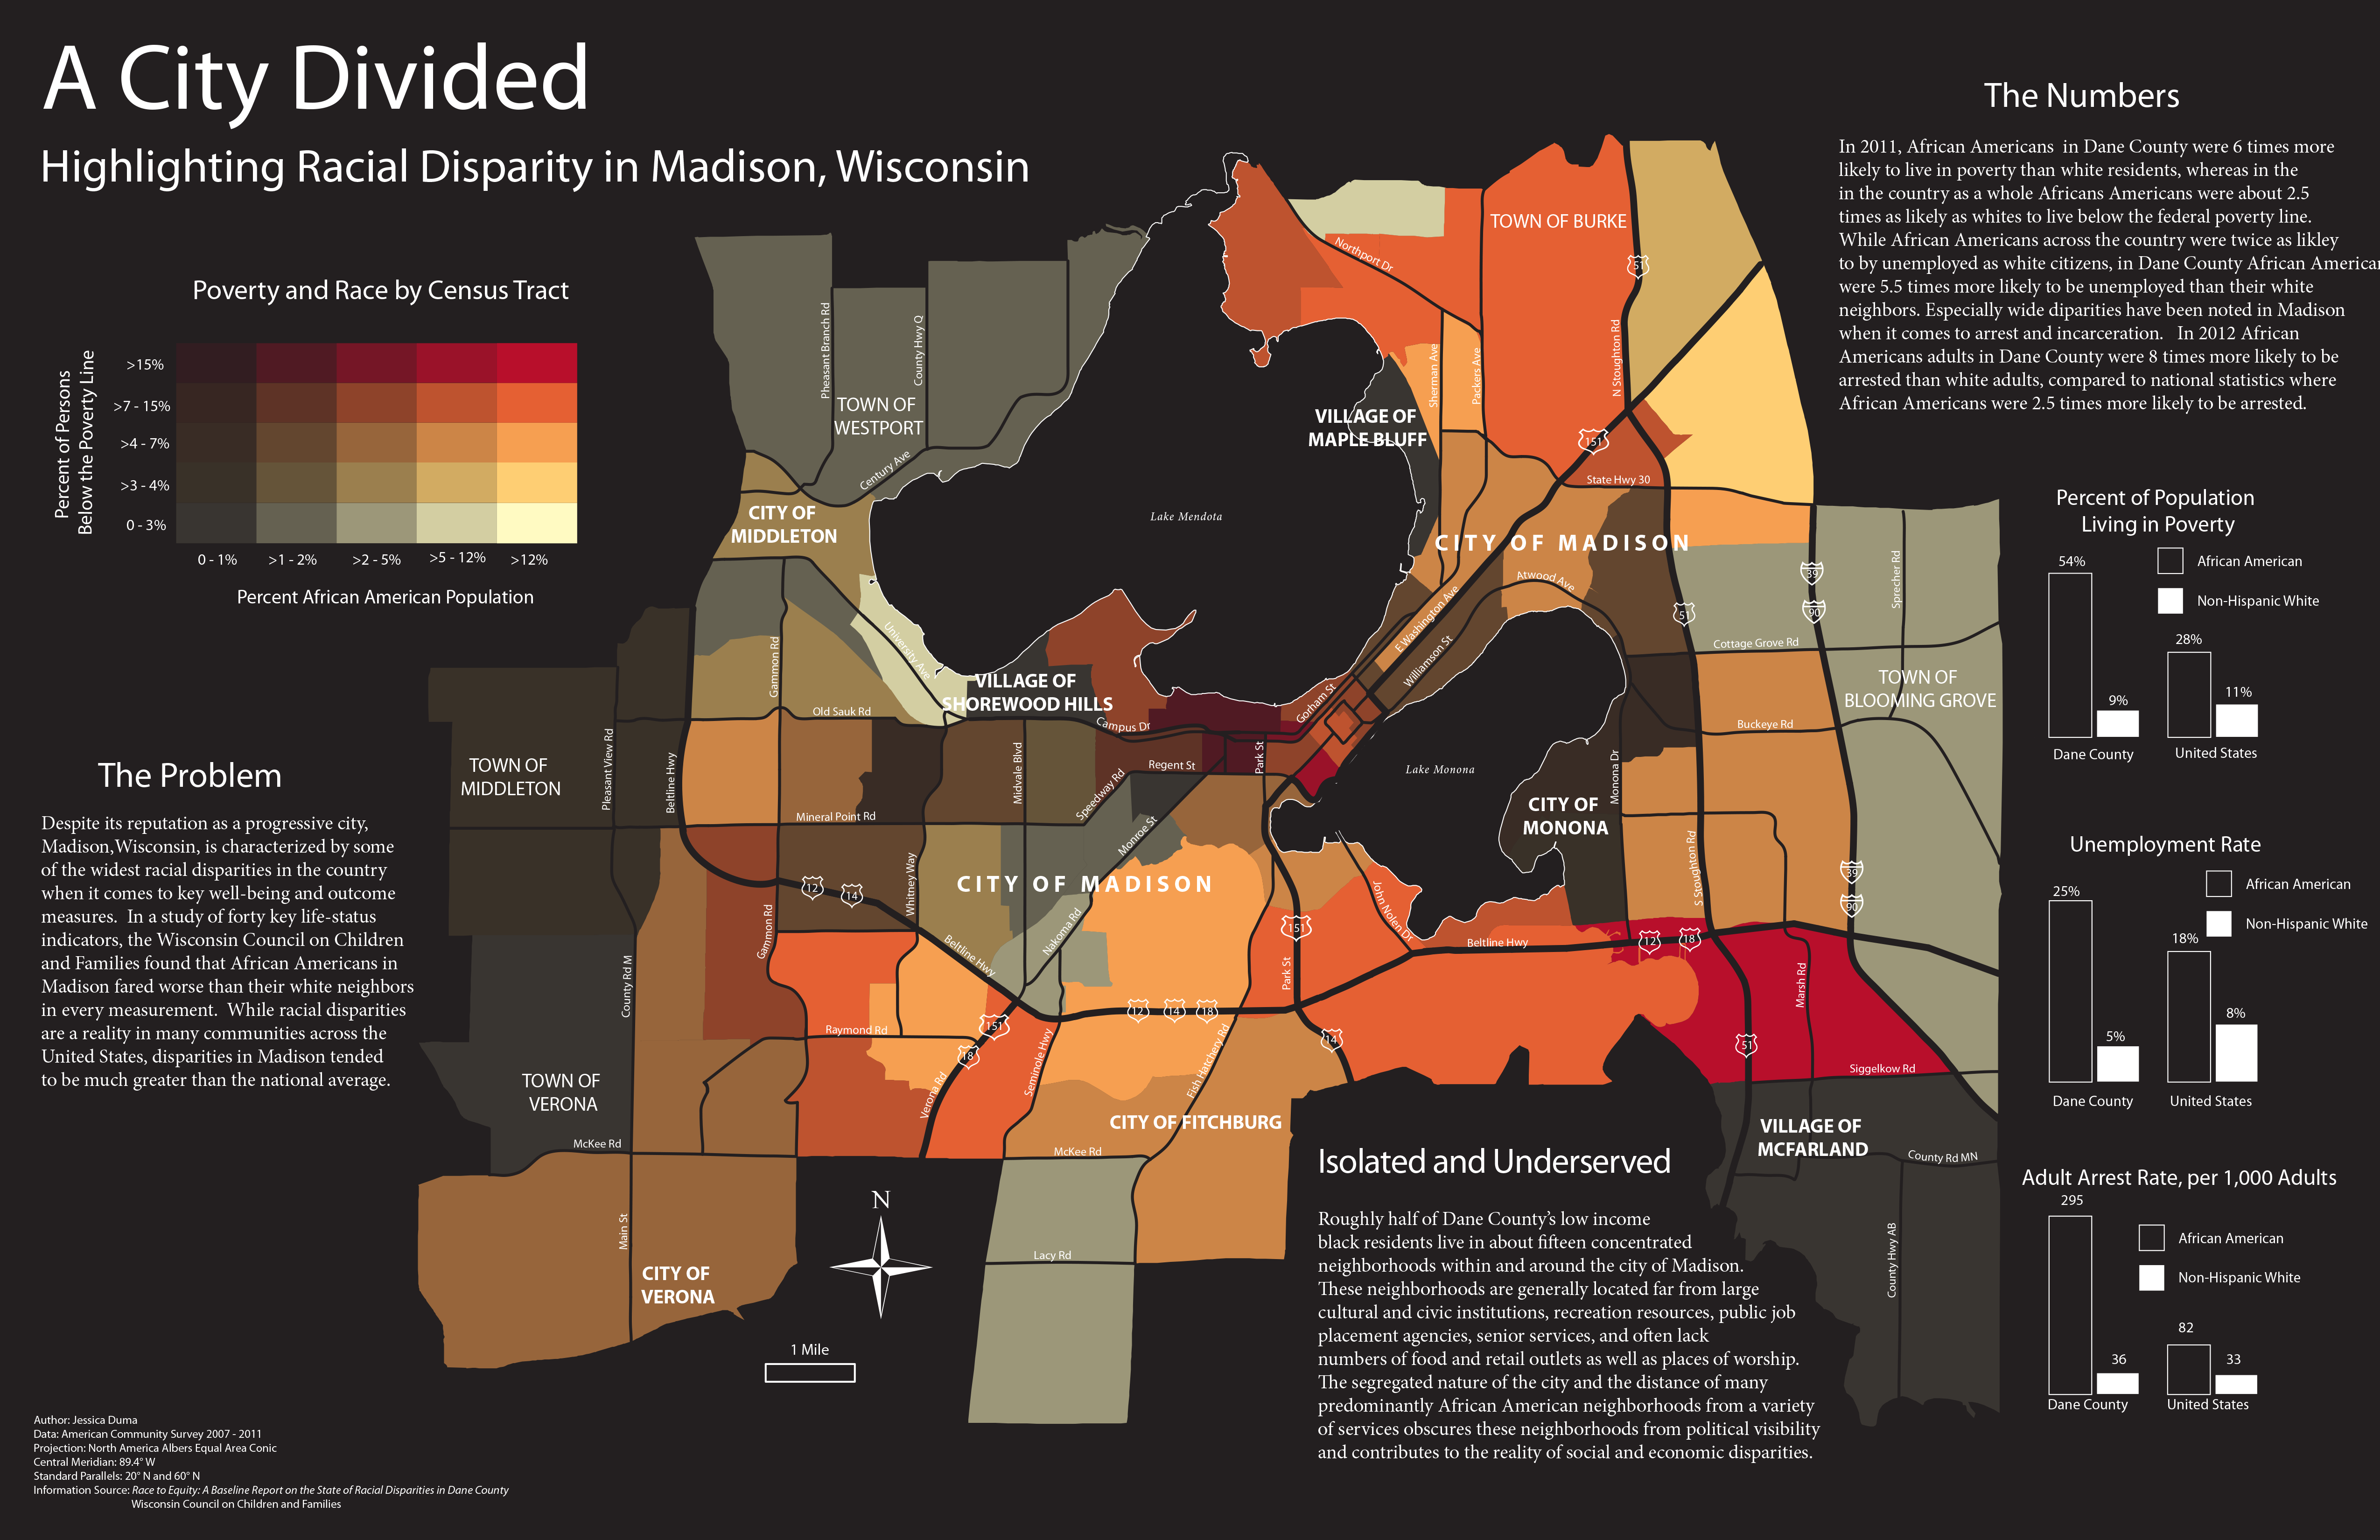 A City Divided
Highlighting Racial Disparity in Madison, Wisconsin
Poverty and Race by Census Tract
Percent of Persons
Below the Poverty Line
>15%
>7 - 15%
>4 - 7%
>3 - 4%
0 - 3%
0 - 1%
>1 - 2%
>2 - 5%
>5 - 12%
>12%
Percent African American Population
The Problem
Despite its reputation as a progressive city,
Madison,Wisconsin, is characterized by some
of the widest racial disparities in the country
when it comes to key well-being and outcome
measures.  In a study of forty key life-status
indicators, the Wisconsin Council on Children
and Families found that African Americans in
Madison fared worse than their white neighbors
in every measurement.  While racial disparities
are a reality in many communities across the
United States, disparities in Madison tended
to be much greater than the national average.
Author: Jessica Duma
Data: American Community Survey 2007 - 2011
Projection: North America Albers Equal Area Conic
Central Meridian: 89.4° W
Standard Parallels: 20° N and 60° N
Information Source: Race to Equity: A Baseline Report on the State of Racial Disparities in Dane County
Wisconsin Council on Children and Families
TOWN OF BURKE
Northport Dr
51
Pheasant Branch Rd
County Hwy Q
N Stoughton Rd
Sherman Ave
Packers Ave
TOWN OF
WESTPORT
VILLAGE OF
MAPLE BLUFF
151
Century Ave
State Hwy 30
CITY OF
MIDDLETON
Lake Mendota
CITY OF MADISON
39
90
51
Atwood Ave
Sprecher Rd
E Washington Ave
Williamson St
University Ave
Gammon Rd
Cottage Grove Rd
VILLAGE OF
SHOREWOOD HILLS
TOWN OF
BLOOMING GROVE
Old Sauk Rd
Campus Dr
Gorham St
Buckeye Rd
Pleasant View Rd
Beltline Hwy
Midvale Blvd
Park St
Regent St
Speedway Rd
Lake Monona
Monona Dr
TOWN OF
MIDDLETON
CITY OF
MONONA
Mineral Point Rd
Monroe St
S Stoughton Rd
12
14
Whitney Way
CITY OF MADISON
39
90
Gammon Rd
Nakoma Rd
John Nolen Dr
151
Beltline Hwy
Beltline Hwy
12
18
County Rd M
Park St
Marsh Rd
12
14
18
151
18
Raymond Rd
Seminole Hwy
Verona Rd
Fish Hatchery Rd
14
51
Siggelkow Rd
TOWN OF
VERONA
CITY OF FITCHBURG
McKee Rd
McKee Rd
VILLAGE OF
MCFARLAND
County Rd MN
Main St
Lacy Rd
County Hwy AB
CITY OF
VERONA
N
1 Mile
Isolated and Underserved
Roughly half of Dane County's low income
black residents live in about fifteen concentrated
neighborhoods within and around the city of Madison.
These neighborhoods are generally located far from large
cultural and civic institutions, recreation resources, public job
placement agencies, senior services, and often lack
numbers of food and retail outlets as well as places of worship.
The segregated nature of the city and the distance of many
predominantly African American neighborhoods from a variety
of services obscures these neighborhoods from political visibility
and contributes to the reality of social and economic disparities.
The Numbers
In 2011, African Americans  in Dane County were 6 times more
likely to live in poverty than white residents, whereas in the
in the country as a whole Africans Americans were about 2.5
times as likely as whites to live below the federal poverty line.
While African Americans across the country were twice as likley
to by unemployed as white citizens, in Dane County African American
were 5.5 times more likely to be unemployed than their white
neighbors. Especially wide diparities have been noted in Madison
when it comes to arrest and incarceration.   In 2012 African
Americans adults in Dane County were 8 times more likely to be
arrested than white adults, compared to national statistics where
African Americans were 2.5 times more likely to be arrested.
Percent of Population
Living in Poverty
54%
African American
Non-Hispanic White
28%
9%
11%
Dane County
United States
Unemployment Rate
25%
African American
Non-Hispanic White
18%
5%
8%
Dane County
United States
Adult Arrest Rate, per 1,000 Adults
295
African American
Non-Hispanic White
82
36
33
Dane County
United States